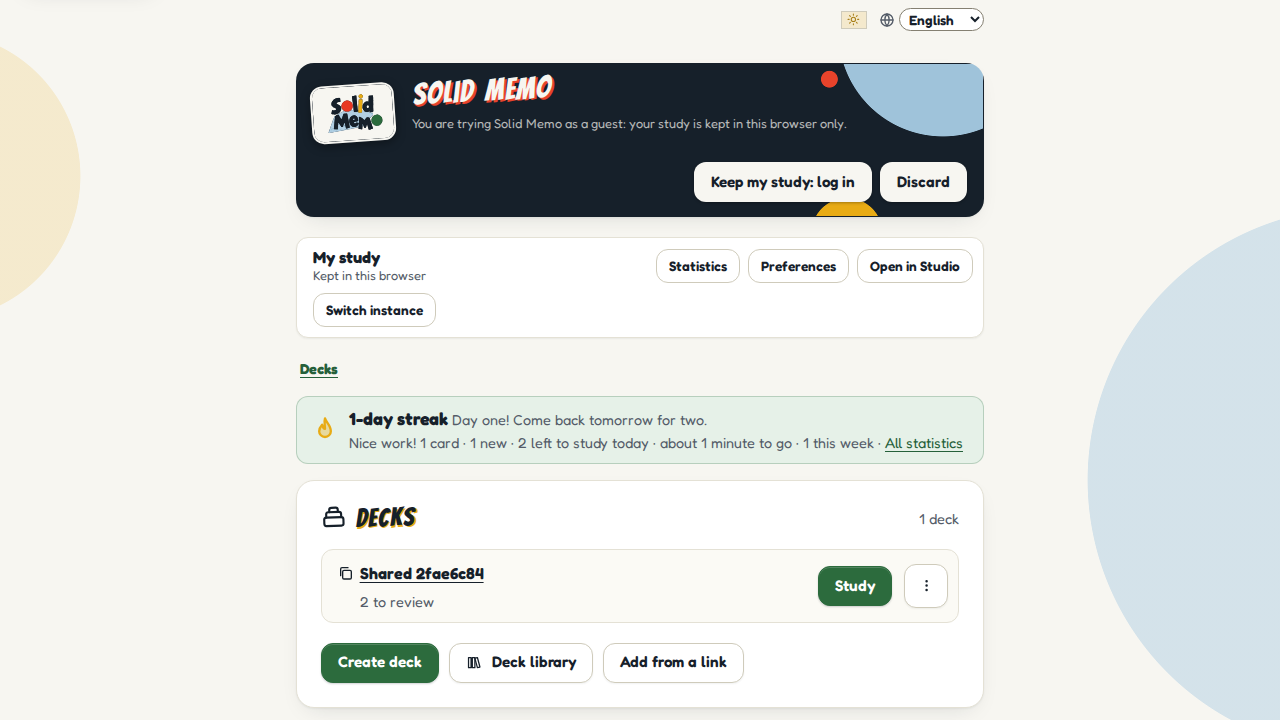 English
Solid
Memo
SOLID MEMO
You are trying Solid Memo as a guest: your study is kept in this browser only.
Keep my study: log in
Discard
My study
Kept in this browser
Statistics
Preferences
Open in Studio
Switch instance
Decks
1-day streak Day one! Come back tomorrow for two.
Nice work! 1 card · 1 new · 2 left to study today · about 1 minute to go · 1 this week · All statistics
DECKS
1 deck
Shared 2fae6c84
2 to review
Study
Create deck
Deck library
Add from a link